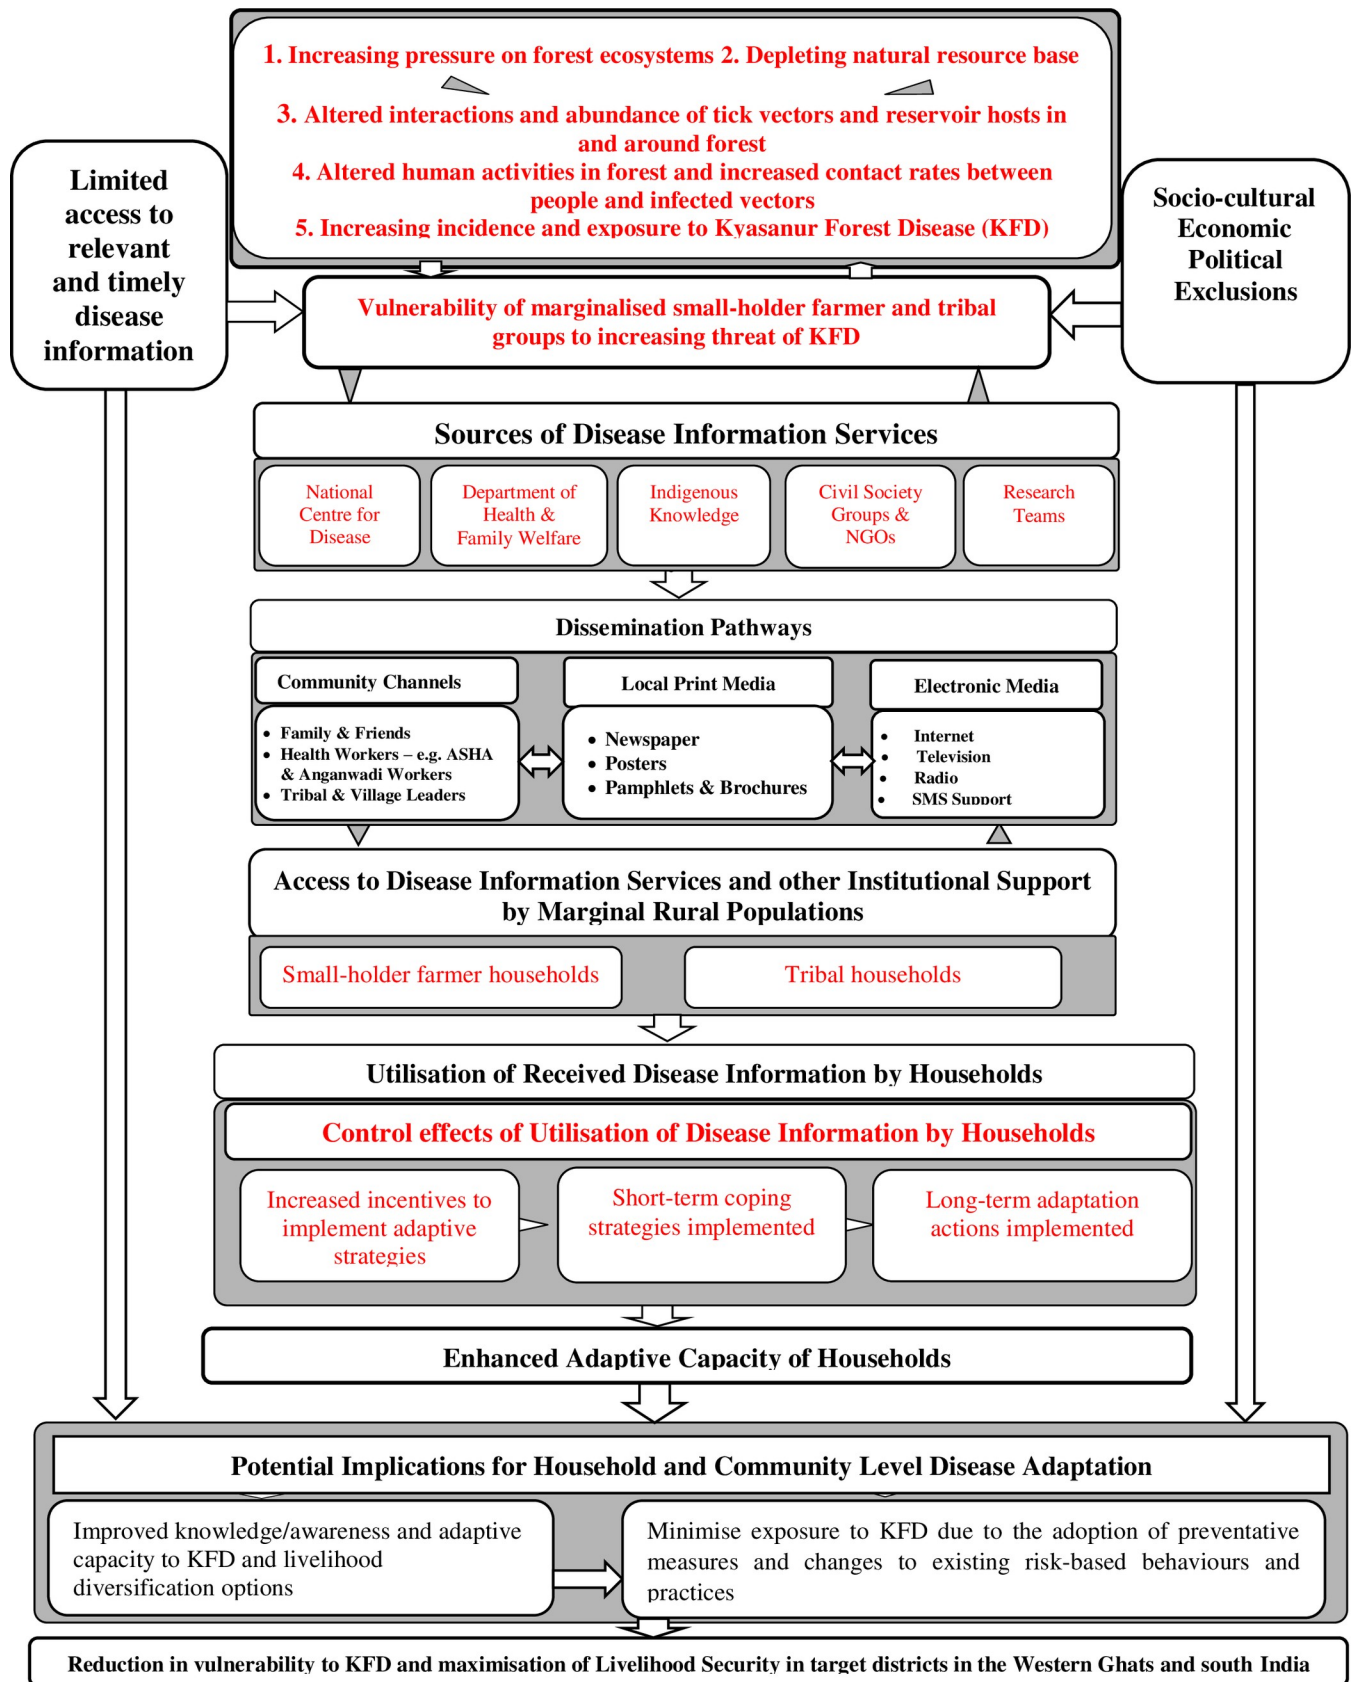 1. Increasing pressure on forest ecosystems 2. Depleting natural resource base
3. Altered interactions and abundance of tick vectors and reservoir hosts in
and around forest
4. Altered human activities in forest and increased contact rates between
people and infected vectors
5. Increasing incidence and exposure to Kyasanur Forest Disease (KFD)
Limited
access to
relevant
and timely
disease
information
Socio-cultural
Economic
Political
Exclusions
Vulnerability of marginalised small-holder farmer and tribal
groups to increasing threat of KFD
Sources of Disease Information Services
National
Centre for
Disease
Department of
Health &
Family Welfare
Indigenous
Knowledge
Civil Society
Groups &
NGOs
Research
Teams
Dissemination Pathways
Community Channels
• Family & Friends
• Health Workers – e.g. ASHA
& Anganwadi Workers
• Tribal & Village Leaders
Local Print Media
• Newspaper
• Posters
• Pamphlets & Brochures
Electronic Media
• Internet
• Television
• Radio
• SMS Support
Access to Disease Information Services and other Institutional Support
by Marginal Rural Populations
Small-holder farmer households
Tribal households
Utilisation of Received Disease Information by Households
Control effects of Utilisation of Disease Information by Households
Increased incentives to
implement adaptive
strategies
Short-term coping
strategies implemented
Long-term adaptation
actions implemented
Enhanced Adaptive Capacity of Households
Potential Implications for Household and Community Level Disease Adaptation
Improved knowledge/awareness and adaptive
capacity to KFD and livelihood
diversification options
Minimise exposure to KFD due to the adoption of preventative
measures and changes to existing risk-based behaviours and
practices
Reduction in vulnerability to KFD and maximisation of Livelihood Security in target districts in the Western Ghats and south India